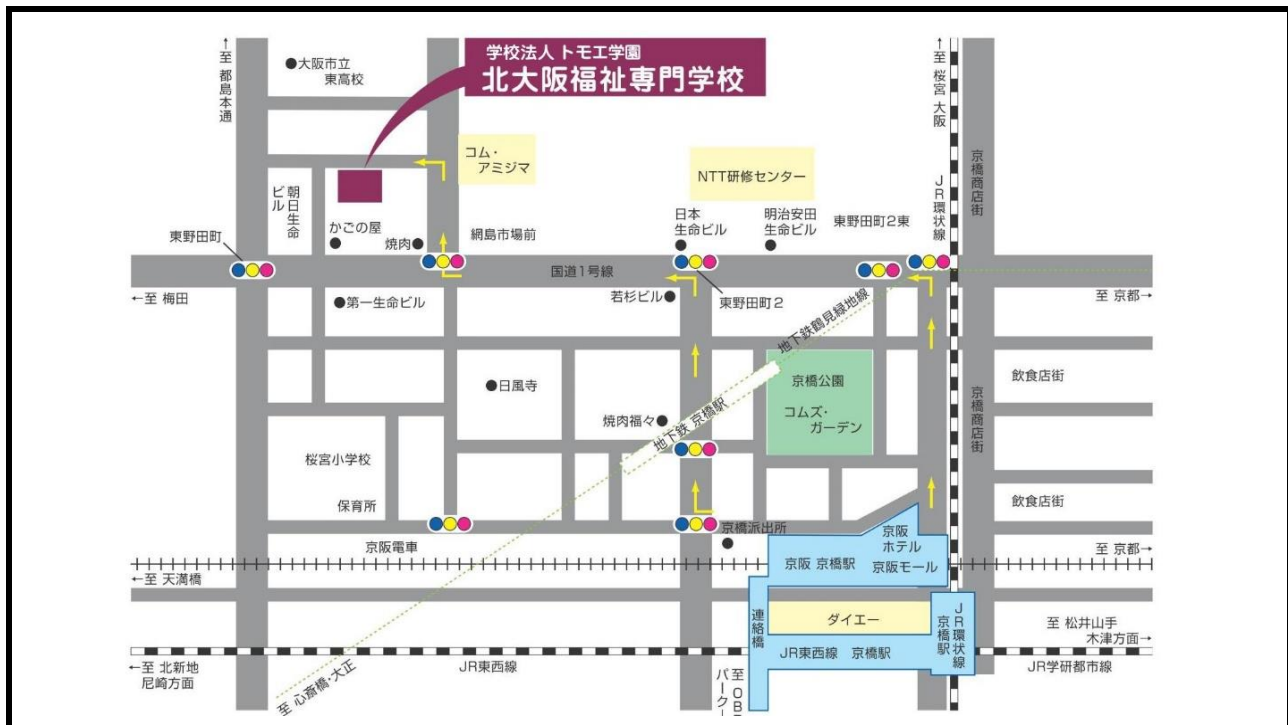 学校法人 トモエ学園
北大阪福祉専門学校
←至 都島本通
大阪市立
東高校
←至 桜宮 大阪
京橋商店街
JR環状線
コム・
アミジマ
NTT研修センター
朝日生命
ビル
かごの屋
焼肉
網島市場前
日本
生命ビル
明治安田
生命ビル
東野田町2東
東野田町
国道1号線
←至 梅田
第一生命ビル
若杉ビル
東野田町2
至 京都→
地下鉄鶴見緑地線
日風寺
京橋公園
コムズ・
ガーデン
飲食店街
京橋商店街
焼肉福々
地下鉄 京橋駅
桜宮小学校
保育所
飲食店街
京橋派出所
京阪
ホテル
京阪電車
京阪 京橋駅
京阪モール
至 京都→
←至 天満橋
連絡橋
ダイエー
JR環状線
京橋駅
至 松井山手
木津方面→
←至 北新地
尼崎方面
JR東西線
JR東西線 京橋駅
JR学研都市線
至 心斎橋・大正
至 OB
パーク